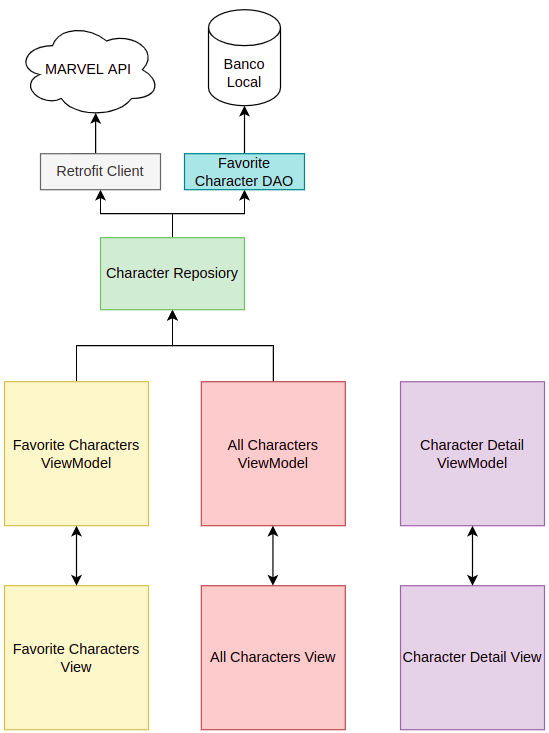 MARVEL API
Banco
Local
Retrofit Client
Favorite
Character DAO
Character Reposiory
Favorite Characters
ViewModel
All Characters
ViewModel
Character Detail
ViewModel
Favorite Characters
View
All Characters View
Character Detail View